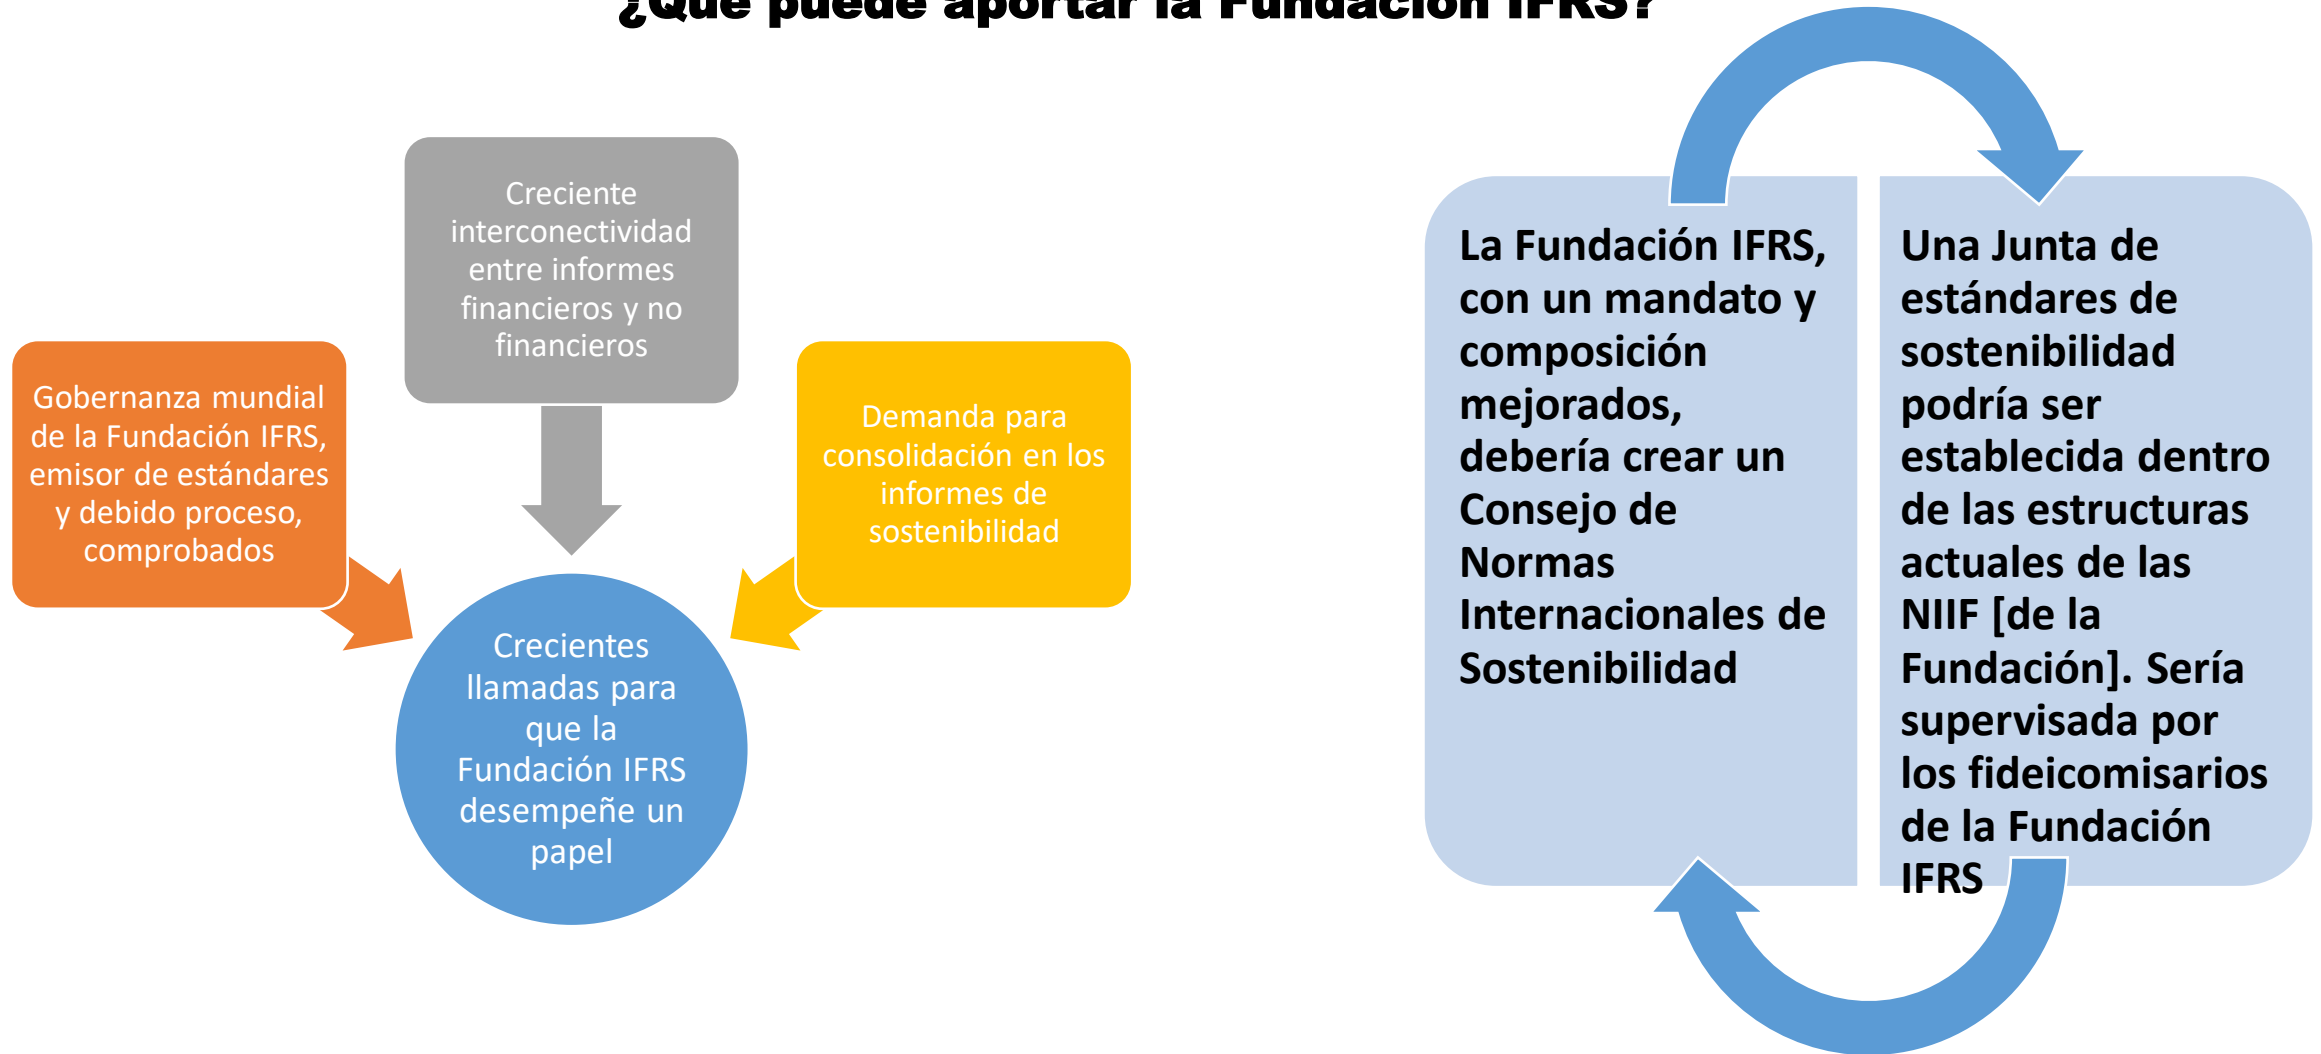 ¿Qué puede aportar la Fundación IFRS?
Creciente
interconectividad
entre informes
financieros y no
financieros
Gobernanza mundial
de la Fundación IFRS,
emisor de estándares
y debido proceso,
comprobados
Demanda para
consolidación en los
informes de
sostenibilidad
Crecientes
llamadas para
que la
Fundación IFRS
desempeñe un
papel
La Fundación IFRS,
con un mandato y
composición
mejorados,
debería crear un
Consejo de
Normas
Internacionales de
Sostenibilidad
Una Junta de
estándares de
sostenibilidad
podría ser
establecida dentro
de las estructuras
actuales de las
NIIF [de la
Fundación]. Sería
supervisada por
los fideicomisarios
de la Fundación
IFRS